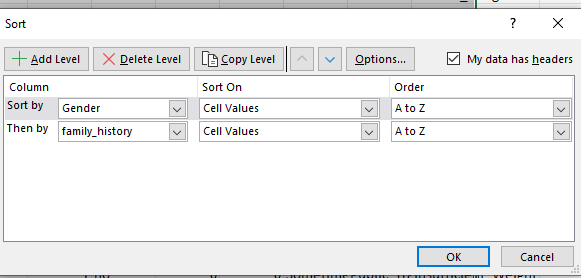 Sort
Add Level Delete Level Copy Level Options... My data has headers
Column Sort On Order
Sort by Gender Cell Values A to Z
Then by family_history Cell Values A to Z
OK Cancel